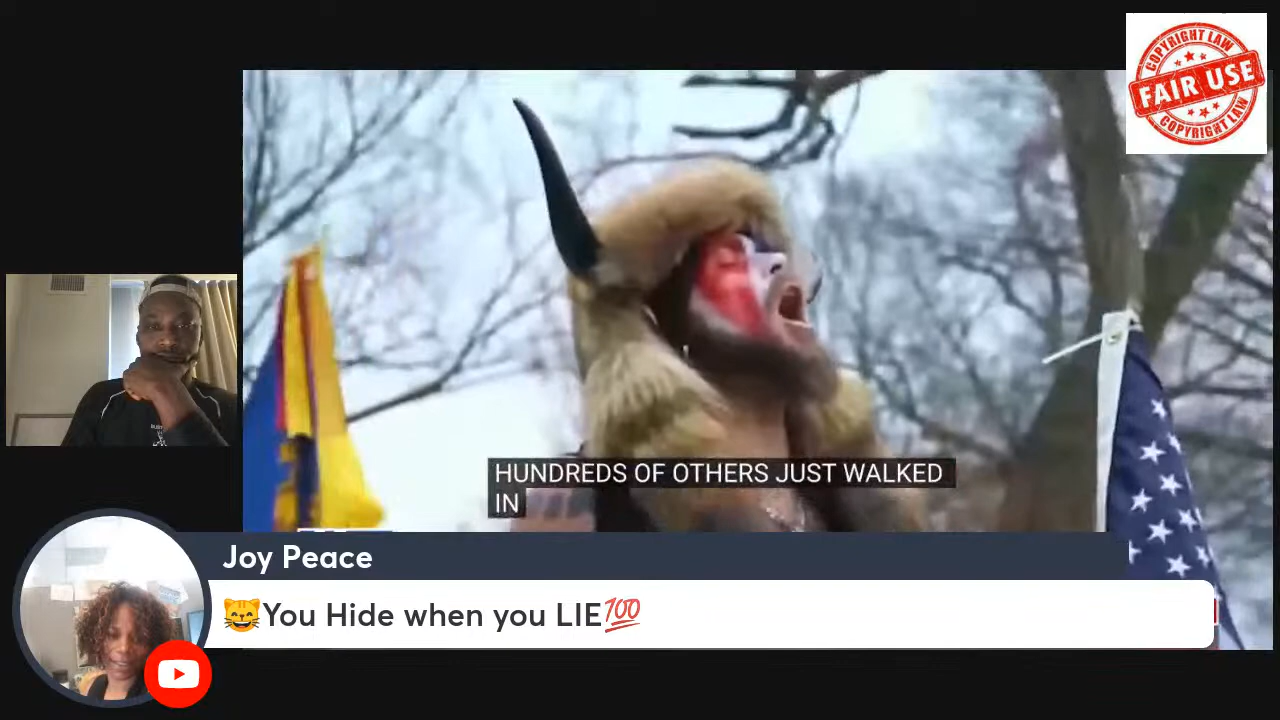 COPYRIGHT LAW
FAIR USE
COPYRIGHT LAW
HUNDREDS OF OTHERS JUST WALKED
IN
Joy Peace
😸You Hide when you LIE💯